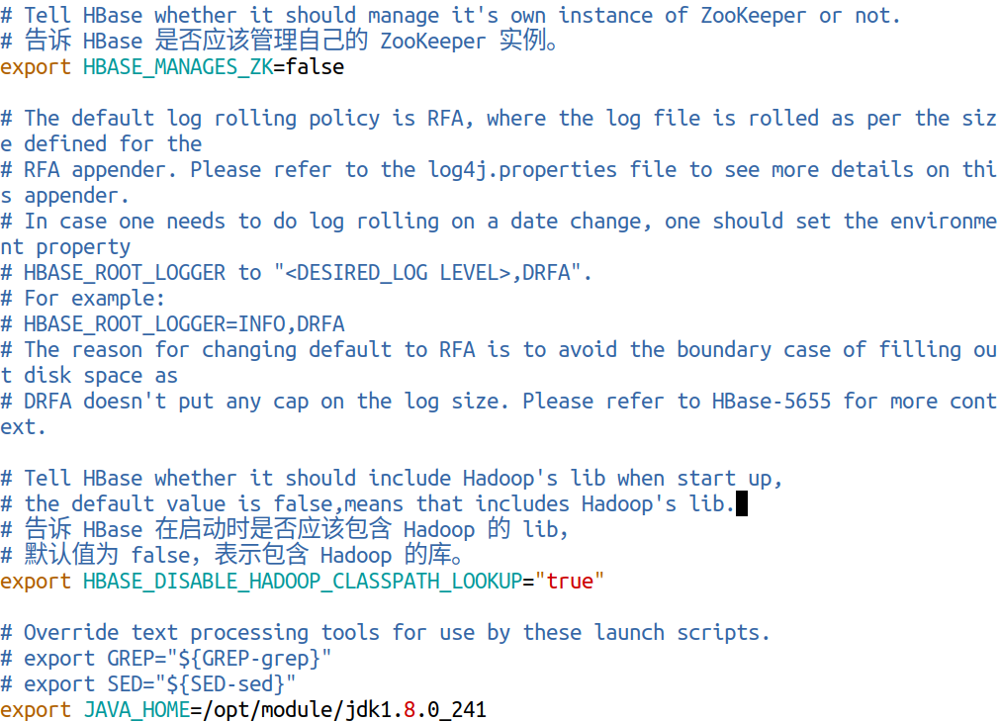 # Tell HBase whether it should manage it's own instance of ZooKeeper or not.
# 告诉 HBase 是否应该管理自己的 ZooKeeper 实例。
export HBASE_MANAGES_ZK=false
# The default log rolling policy is RFA, where the log file is rolled as per the siz
e defined for the
# RFA appender. Please refer to the log4j.properties file to see more details on thi
s appender.
# In case one needs to do log rolling on a date change, one should set the environme
nt property
# HBASE_ROOT_LOGGER to "<DESIRED_LOG LEVEL>,DRFA".
# For example:
# HBASE_ROOT_LOGGER=INFO,DRFA
# The reason for changing default to RFA is to avoid the boundary case of filling ou
t disk space as
# DRFA doesn't put any cap on the log size. Please refer to HBase-5655 for more cont
ext.
# Tell HBase whether it should include Hadoop's lib when start up,
# the default value is false,means that includes Hadoop's lib.
# 告诉 HBase 在启动时是否应该包含 Hadoop 的 lib，
# 默认值为 false，表示包含 Hadoop 的库。
export HBASE_DISABLE_HADOOP_CLASSPATH_LOOKUP="true"
# Override text processing tools for use by these launch scripts.
# export GREP="${GREP-grep}"
# export SED="${SED-sed}"
export JAVA_HOME=/opt/module/jdk1.8.0_241